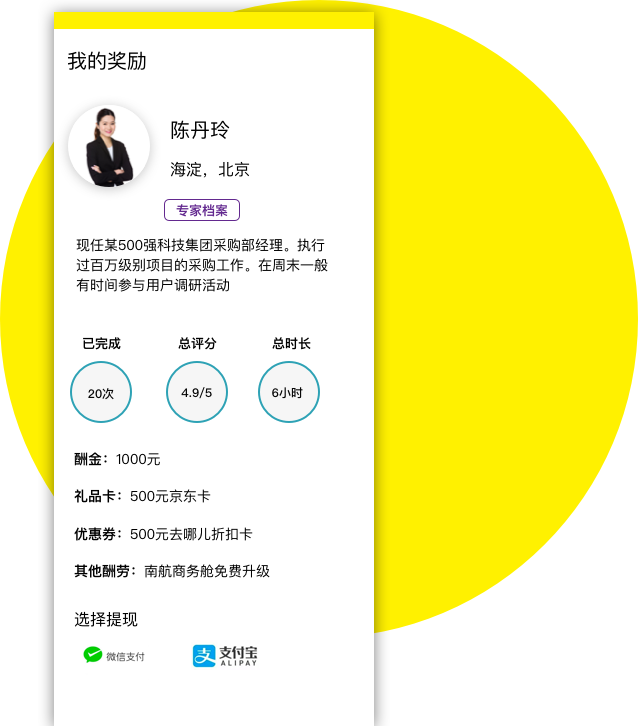 我的奖励
陈丹玲
海淀，北京
专家档案
现任某500强科技集团采购部经理。执行
过百万级别项目的采购工作。在周末一般
有时间参与用户调研活动
已完成 总评分 总时长
20次 4.9/5 6小时
酬金：1000元
礼品卡：500元京东卡
优惠券：500元去哪儿折扣卡
其他酬劳：南航商务舱免费升级
选择提现
微信支付
支 支付宝
ALIPAY